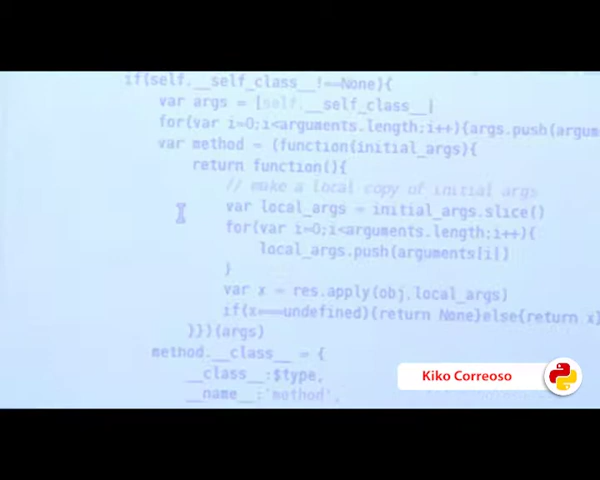 if(self.__self_class__!==None){
var args = [self.__self_class__]
for(var i=0;i<arguments.length;i++){args.push(argum
var method = (function(initial_args){
return function(){
// make a local copy of initial args
var local_args = initial_args.slice()
for(var i=0;i<arguments.length;i++){
local_args.push(arguments[i])
}
var x = res.apply(obj,local_args)
if(x===undefined){return None}else{return x}
}})(args)
method.__class__ = {
__class__:$type,
__name__:'method',
Kiko Correoso